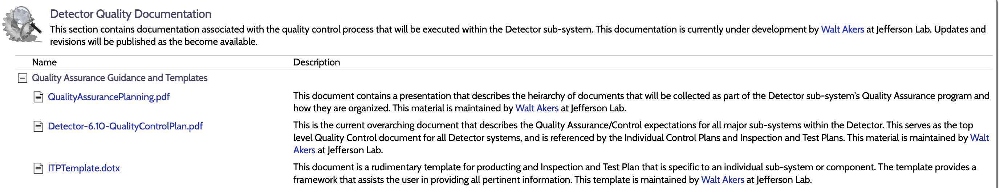 Detector Quality Documentation
This section contains documentation associated with the quality control process that will be executed within the Detector sub-system. This documentation is currently under development by Walt Akers at Jefferson Lab. Updates and
revisions will be published as the become available.
Name Description
Quality Assurance Guidance and Templates
QualityAssurancePlanning.pdf
This document contains a presentation that describes the heirarchy of documents that will be collected as part of the Detector sub-system's Quality Assurance program and
how they are organized. This material is maintained by Walt Akers at Jefferson Lab.
Detector-6.10-QualityControlPlan.pdf
This is the current overarching document that describes the Quality Assurance/Control expectations for all major sub-systems within the Detector. This serves as the top
level Quality Control document for all Detector systems, and is referenced by the Individual Control Plans and Inspection and Test Plans. This material is maintained by Walt
Akers at Jefferson Lab.
ITPTemplate.dotx
This document is a rudimentary template for producting and Inspection and Test Plan that is specific to an individual sub-system or component. The template provides a
framework that assists the user in providing all pertinent information. This template is maintained by Walt Akers at Jefferson Lab.